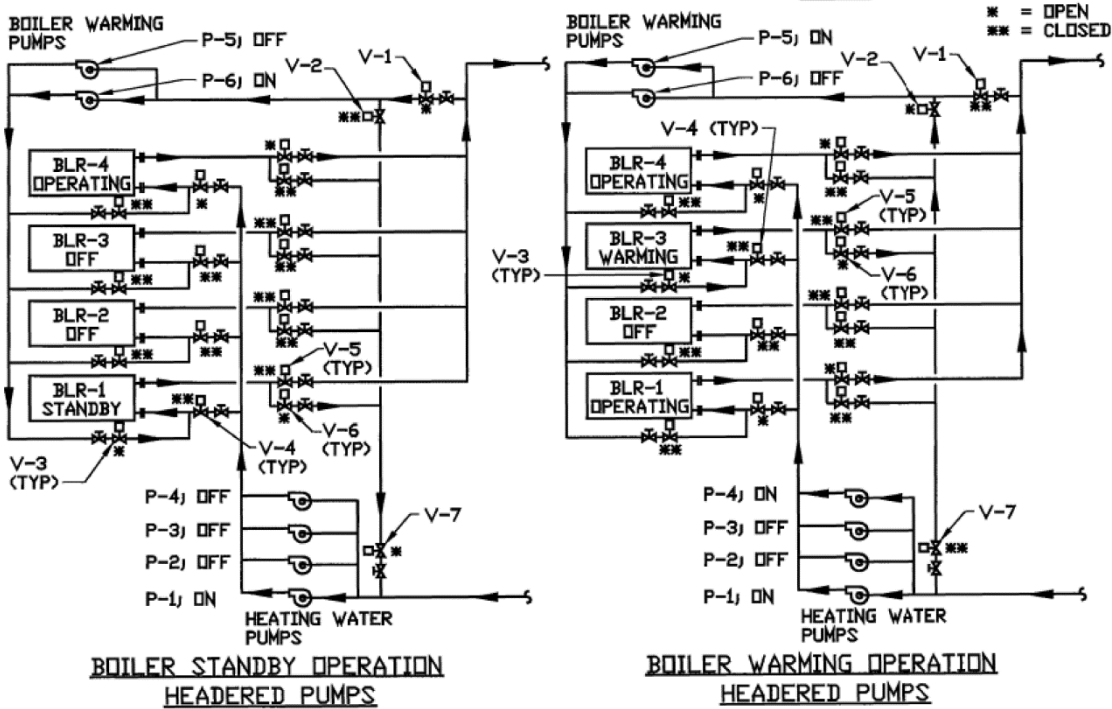 BOILER WARMING
PUMPS
P-5; OFF
P-6; ON
V-2
V-1
**
*
BLR-4
OPERATING
*
**
**
*
BLR-3
OFF
**
**
**
**
BLR-2
OFF
**
**
**
**
BLR-1
STANDBY
**
V-5
(TYP)
**
*
V-6
(TYP)
V-4
(TYP)
V-3
(TYP)
*
P-4; OFF
P-3; OFF
P-2; OFF
P-1; ON
V-7
*
HEATING WATER
PUMPS
BOILER STANDBY OPERATION
HEADERED PUMPS
* = OPEN
** = CLOSED
BOILER WARMING
PUMPS
P-5; ON
P-6; OFF
V-2
V-1
*
**
V-4 (TYP)
BLR-4
OPERATING
*
**
**
*
V-5
(TYP)
BLR-3
WARMING
**
**
*
V-6
(TYP)
V-3
(TYP)
*
BLR-2
OFF
**
**
**
**
BLR-1
OPERATING
*
**
*
**
P-4; ON
P-3; OFF
P-2; OFF
P-1; ON
V-7
**
HEATING WATER
PUMPS
BOILER WARMING OPERATION
HEADERED PUMPS